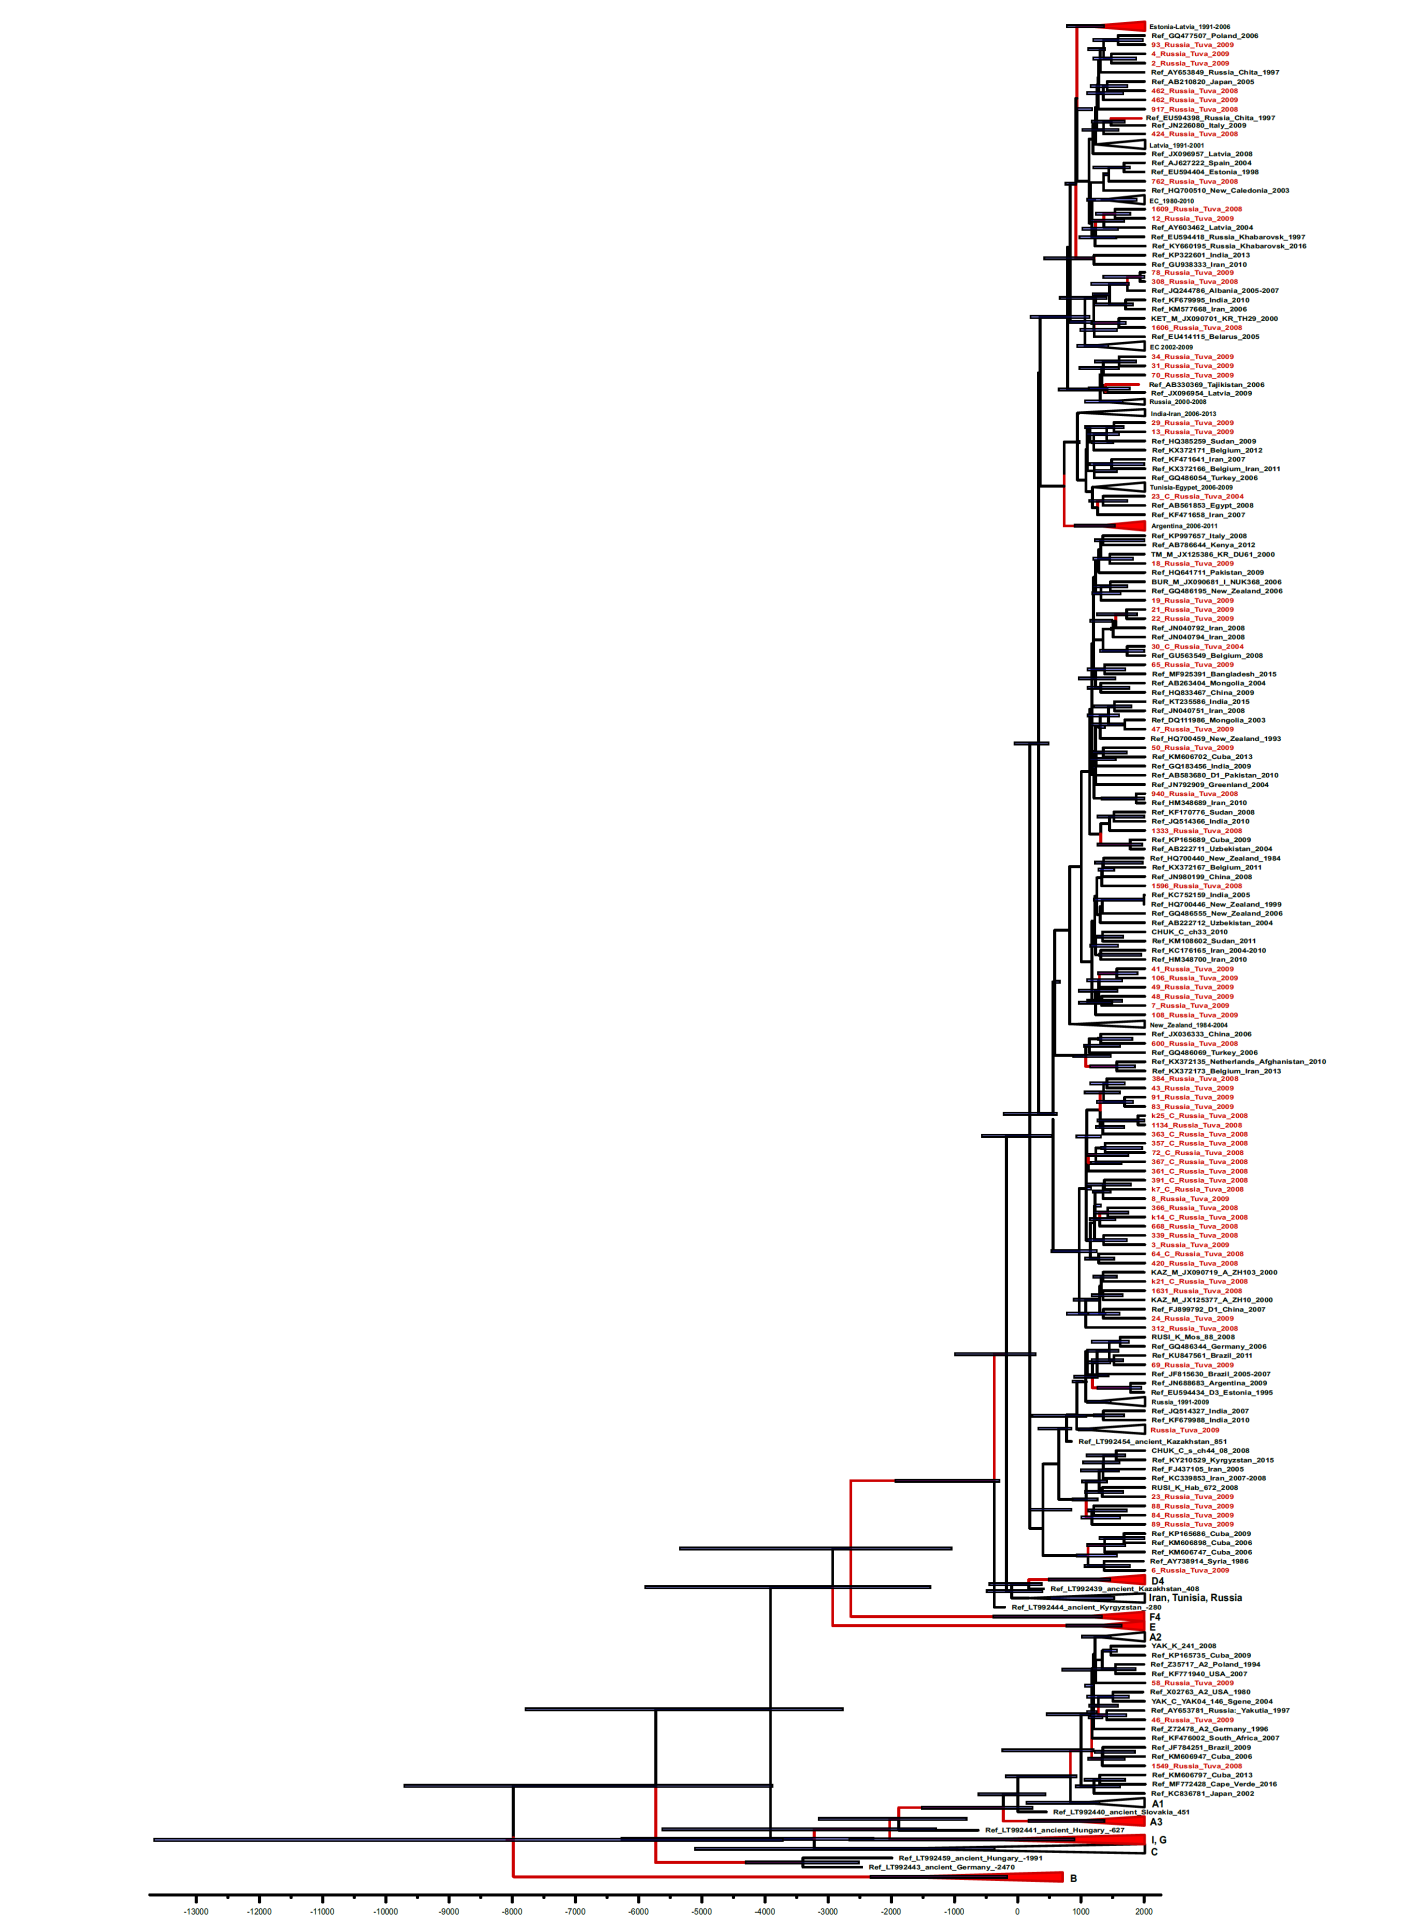 Estonia-Latvia_1991-2006
Ref_GQ477507_Poland_2006
93_Russia_Tuva_2009
4_Russia_Tuva_2009
2_Russia_Tuva_2009
Ref_AY653849_Russia_Chita_1997
Ref_AB210820_Japan_2005
462_Russia_Tuva_2008
462_Russia_Tuva_2009
917_Russia_Tuva_2008
Ref_EU594398_Russia_Chita_1997
Ref_JN226080_Italy_2009
424_Russia_Tuva_2008
Latvia_1991-2001
Ref_JX096957_Latvia_2008
Ref_AJ627222_Spain_2004
Ref_EU594404_Estonia_1998
762_Russia_Tuva_2008
Ref_HQ700510_New_Caledonia_2003
EC_1980-2010
1609_Russia_Tuva_2008
12_Russia_Tuva_2009
Ref_AY603462_Latvia_2004
Ref_EU594418_Russia_Khabarovsk_1997
Ref_KY660195_Russia_Khabarovsk_2016
Ref_KP322601_India_2013
Ref_GU938333_Iran_2010
78_Russia_Tuva_2009
308_Russia_Tuva_2008
Ref_JQ244786_Albania_2005-2007
Ref_KF679995_India_2010
Ref_KM577668_Iran_2006
KET_M_JX090701_KR_TH29_2000
1606_Russia_Tuva_2008
Ref_EU414115_Belarus_2005
EC 2002-2009
34_Russia_Tuva_2009
31_Russia_Tuva_2009
70_Russia_Tuva_2009
Ref_AB330369_Tajikistan_2006
Ref_JX096954_Latvia_2009
Russia_2000-2008
India-Iran_2006-2013
29_Russia_Tuva_2009
13_Russia_Tuva_2009
Ref_HQ385259_Sudan_2009
Ref_KX372171_Belgium_2012
Ref_KF471641_Iran_2007
Ref_KX372166_Belgium_Iran_2011
Ref_GQ486054_Turkey_2006
Tunisia-Egypet_2006-2009
23_C_Russia_Tuva_2004
Ref_AB561853_Egypt_2008
Ref_KF471658_Iran_2007
Argentina_2006-2011
Ref_KP997657_Italy_2008
Ref_AB786644_Kenya_2012
TM_M_JX125386_KR_DU61_2000
18_Russia_Tuva_2009
Ref_HQ641711_Pakistan_2009
BUR_M_JX090681_I_NUK368_2006
Ref_GQ486195_New_Zealand_2006
19_Russia_Tuva_2009
21_Russia_Tuva_2009
22_Russia_Tuva_2009
Ref_JN040792_Iran_2008
Ref_JN040794_Iran_2008
30_C_Russia_Tuva_2004
Ref_GU563549_Belgium_2008
65_Russia_Tuva_2009
Ref_MF925391_Bangladesh_2015
Ref_AB263404_Mongolia_2004
Ref_HQ833467_China_2009
Ref_KT235586_India_2015
Ref_JN040751_Iran_2008
Ref_DQ111986_Mongolia_2003
47_Russia_Tuva_2009
Ref_HQ700459_New_Zealand_1993
50_Russia_Tuva_2009
Ref_KM606702_Cuba_2013
Ref_GQ183456_India_2009
Ref_AB583680_D1_Pakistan_2010
Ref_JN792909_Greenland_2004
940_Russia_Tuva_2008
Ref_HM348689_Iran_2010
Ref_KF170776_Sudan_2008
Ref_JQ514366_India_2010
1333_Russia_Tuva_2008
Ref_KP165689_Cuba_2009
Ref_AB222711_Uzbekistan_2004
Ref_HQ700440_New_Zealand_1984
Ref_KX372167_Belgium_2011
Ref_JN980199_China_2008
1596_Russia_Tuva_2008
Ref_KC752159_India_2005
Ref_HQ700446_New_Zealand_1999
Ref_GQ486555_New_Zealand_2006
Ref_AB222712_Uzbekistan_2004
CHUK_C_ch33_2010
Ref_KM108602_Sudan_2011
Ref_KC176165_Iran_2004-2010
Ref_HM348700_Iran_2010
41_Russia_Tuva_2009
106_Russia_Tuva_2009
49_Russia_Tuva_2009
48_Russia_Tuva_2009
7_Russia_Tuva_2009
108_Russia_Tuva_2009
New_Zealand_1984-2004
Ref_JX036333_China_2006
600_Russia_Tuva_2008
Ref_GQ486069_Turkey_2006
Ref_KX372135_Netherlands_Afghanistan_2010
Ref_KX372173_Belgium_Iran_2013
384_Russia_Tuva_2008
43_Russia_Tuva_2009
91_Russia_Tuva_2009
83_Russia_Tuva_2009
k25_C_Russia_Tuva_2008
1134_Russia_Tuva_2008
363_C_Russia_Tuva_2008
357_C_Russia_Tuva_2008
72_C_Russia_Tuva_2008
367_C_Russia_Tuva_2008
361_C_Russia_Tuva_2008
391_C_Russia_Tuva_2008
k7_C_Russia_Tuva_2008
8_Russia_Tuva_2009
366_Russia_Tuva_2008
k14_C_Russia_Tuva_2008
668_Russia_Tuva_2008
339_Russia_Tuva_2008
3_Russia_Tuva_2009
64_C_Russia_Tuva_2008
420_Russia_Tuva_2008
KAZ_M_JX090719_A_ZH103_2000
k21_C_Russia_Tuva_2008
1631_Russia_Tuva_2008
KAZ_M_JX125377_A_ZH10_2000
Ref_FJ899792_D1_China_2007
24_Russia_Tuva_2009
312_Russia_Tuva_2008
RUSI_K_Mos_88_2008
Ref_GQ486344_Germany_2006
Ref_KU847561_Brazil_2011
69_Russia_Tuva_2009
Ref_JF815630_Brazil_2005-2007
Ref_JN688683_Argentina_2009
Ref_EU594434_D3_Estonia_1995
Russia_1991-2009
Ref_JQ514327_India_2007
Ref_KF679988_India_2010
Russia_Tuva_2009
Ref_LT992454_ancient_Kazakhstan_851
CHUK_C_s_ch44_08_2008
Ref_KY210529_Kyrgyzstan_2015
Ref_FJ437105_Iran_2005
Ref_KC339853_Iran_2007-2008
RUSI_K_Hab_672_2008
23_Russia_Tuva_2009
88_Russia_Tuva_2009
84_Russia_Tuva_2009
89_Russia_Tuva_2009
Ref_KP165686_Cuba_2009
Ref_KM606898_Cuba_2006
Ref_KM606747_Cuba_2006
Ref_AY738914_Syria_1986
6_Russia_Tuva_2009
D4
Ref_LT992439_ancient_Kazakhstan_408
Iran, Tunisia, Russia
Ref_LT992444_ancient_Kyrgyzstan_-280
F4
E
A2
YAK_K_241_2008
Ref_KP165735_Cuba_2009
Ref_Z35717_A2_Poland_1994
Ref_KF771940_USA_2007
58_Russia_Tuva_2009
Ref_X02763_A2_USA_1980
YAK_C_YAK04_146_Sgene_2004
Ref_AY653781_Russia:_Yakutia_1997
46_Russia_Tuva_2009
Ref_Z72478_A2_Germany_1996
Ref_KF476002_South_Africa_2007
Ref_JF784251_Brazil_2009
Ref_KM606947_Cuba_2006
1549_Russia_Tuva_2008
Ref_KM606797_Cuba_2013
Ref_MF772428_Cape_Verde_2016
Ref_KC836781_Japan_2002
A1
Ref_LT992440_ancient_Slovakia_451
A3
Ref_LT992441_ancient_Hungary_-627
I, G
C
Ref_LT992459_ancient_Hungary_-1991
Ref_LT992443_ancient_Germany_-2470
B
-13000 -12000 -11000 -10000 -9000 -8000 -7000 -6000 -5000 -4000 -3000 -2000 -1000 0 1000 2000